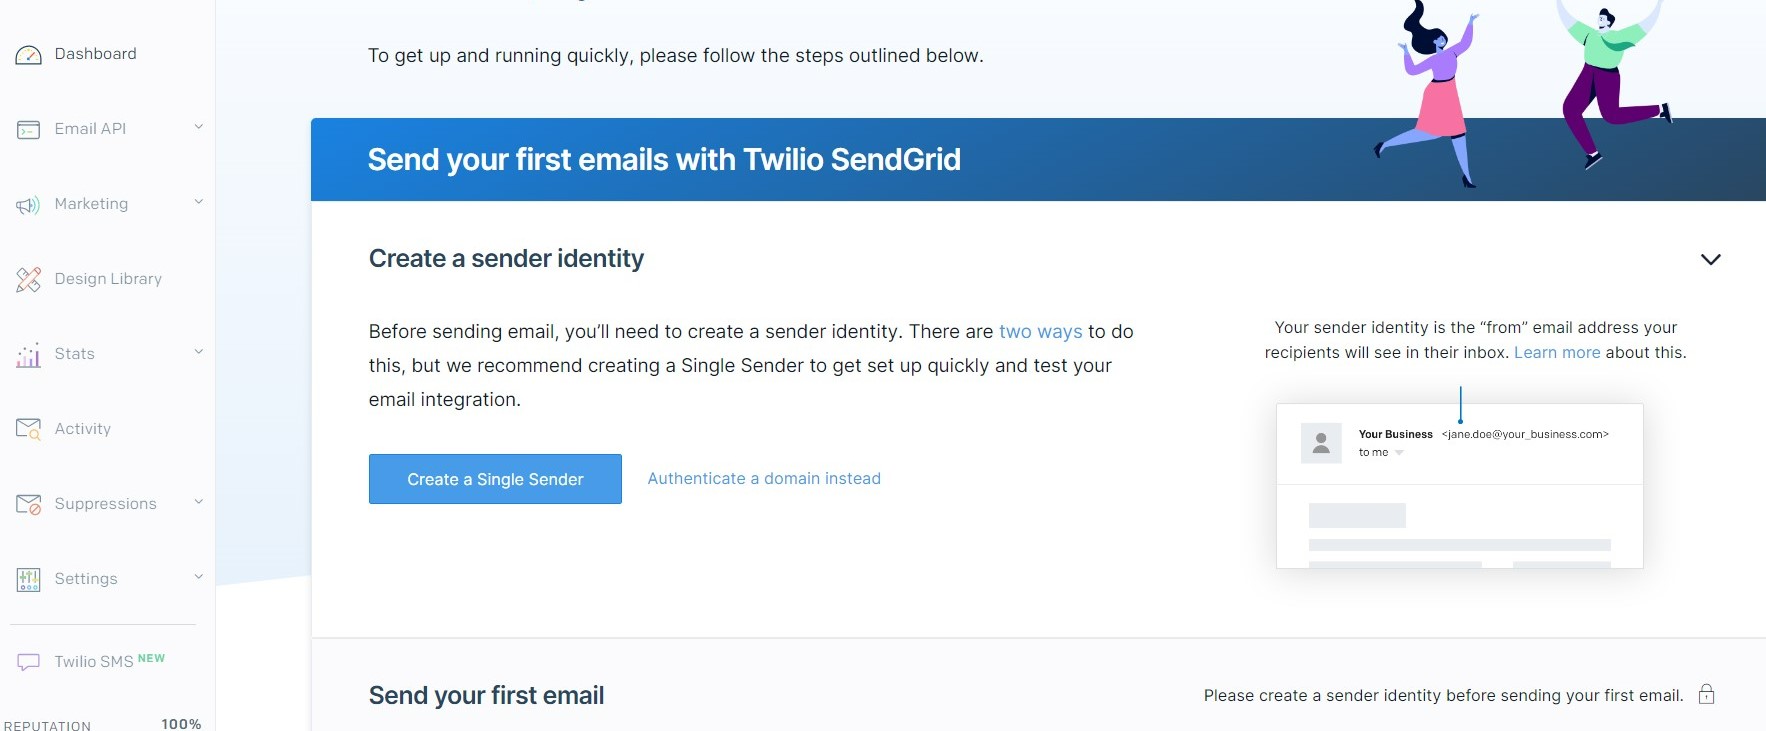 Dashboard
Email API
Marketing
Design Library
Stats
Activity
Suppressions
Settings
Twilio SMS NEW
REPUTATION 100%
To get up and running quickly, please follow the steps outlined below.
Send your first emails with Twilio SendGrid
Create a sender identity
Before sending email, you’ll need to create a sender identity. There are two ways to do
this, but we recommend creating a Single Sender to get set up quickly and test your
email integration.
Create a Single Sender
Authenticate a domain instead
Your sender identity is the “from” email address your
recipients will see in their inbox. Learn more about this.
Your Business <jane.doe@your_business.com>
to me
Send your first email
Please create a sender identity before sending your first email.